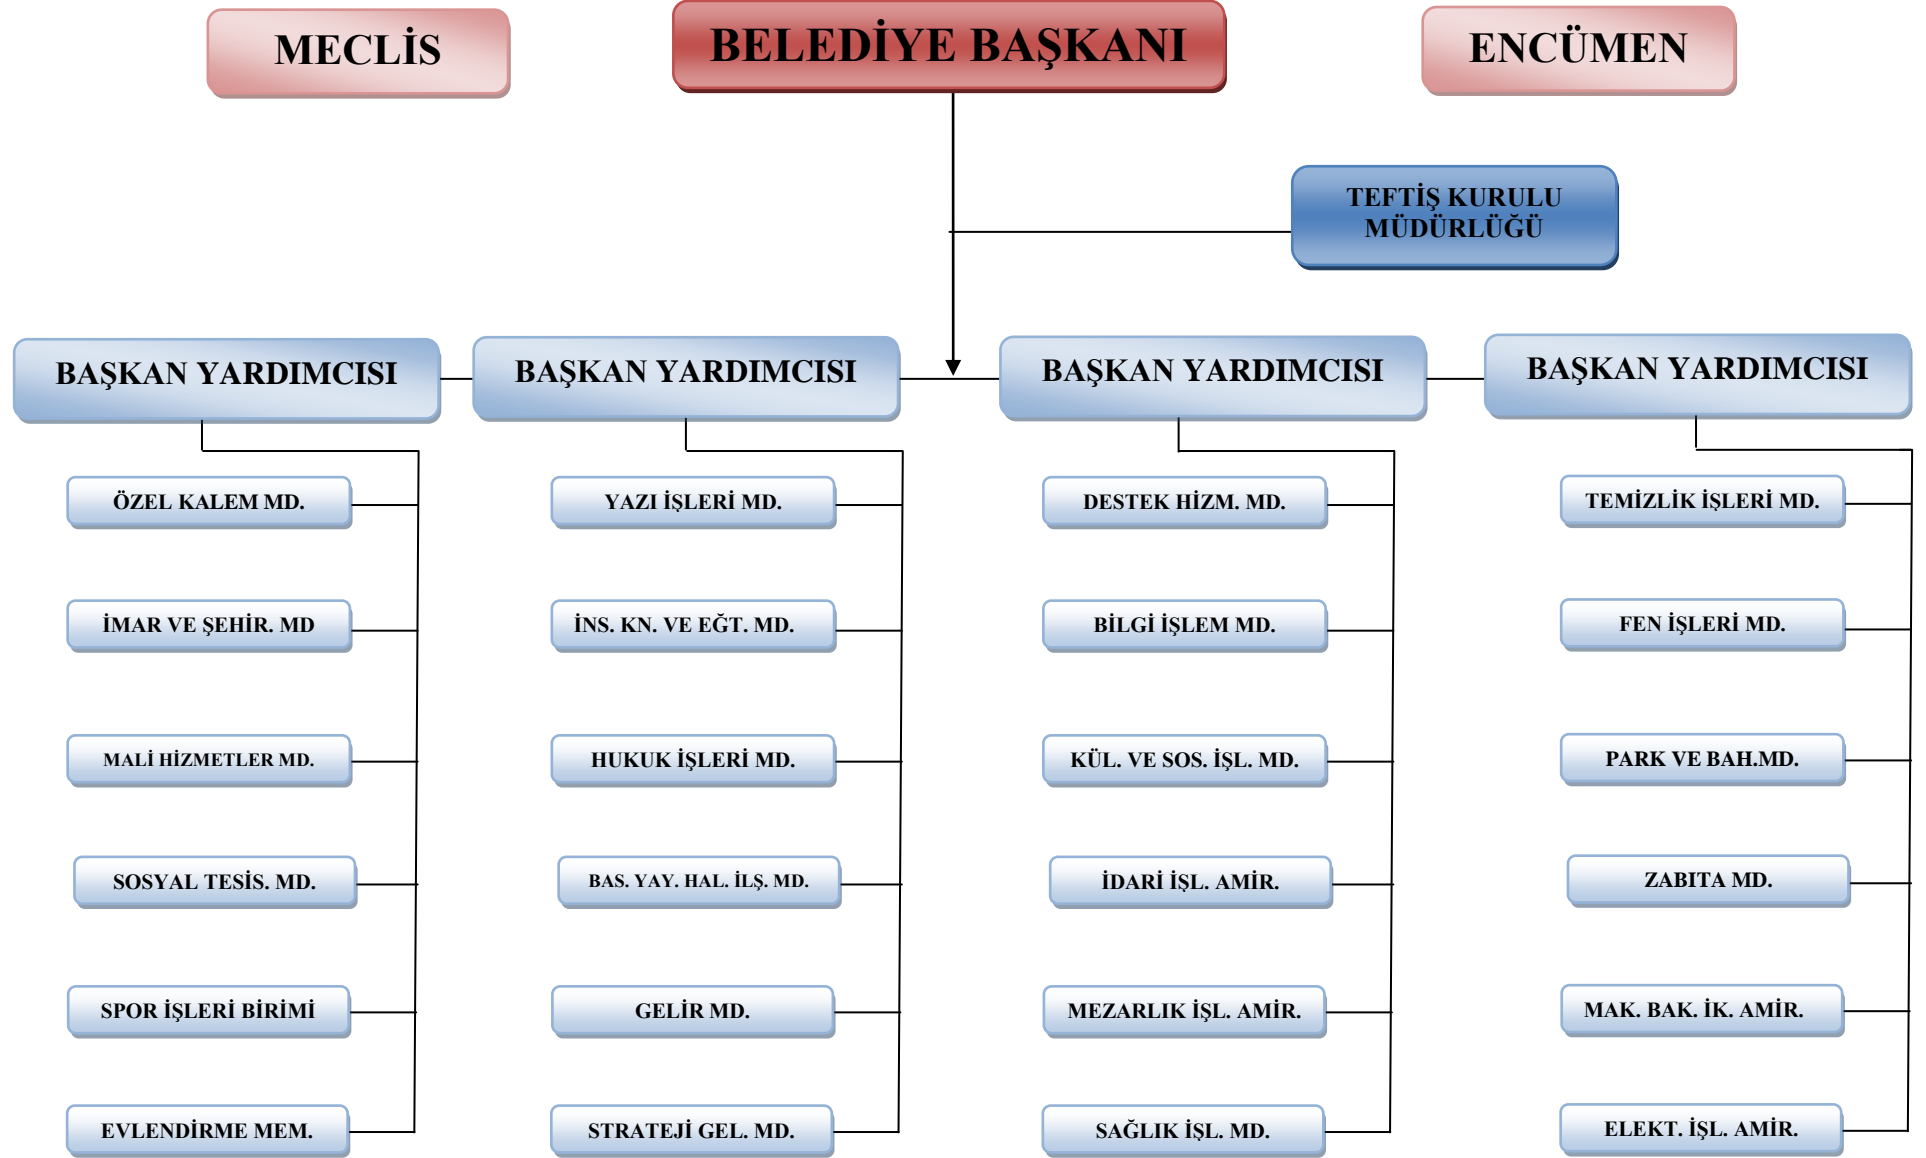 MECLİS
BELEDİYE BAŞKANI
ENCÜMEN
TEFTİŞ KURULU
MÜDÜRLÜĞÜ
BAŞKAN YARDIMCISI
BAŞKAN YARDIMCISI
BAŞKAN YARDIMCISI
BAŞKAN YARDIMCISI
ÖZEL KALEM MD.
YAZI İŞLERİ MD.
DESTEK HİZM. MD.
TEMİZLİK İŞLERİ MD.
İMAR VE ŞEHİR. MD
İNS. KN. VE EĞT. MD.
BİLGİ İŞLEM MD.
FEN İŞLERİ MD.
MALİ HİZMETLER MD.
HUKUK İŞLERİ MD.
KÜL. VE SOS. İŞL. MD.
PARK VE BAH.MD.
SOSYAL TESİS. MD.
BAS. YAY. HAL. İLŞ. MD.
İDARİ İŞL. AMİR.
ZABITA MD.
SPOR İŞLERİ BİRİMİ
GELİR MD.
MEZARLIK İŞL. AMİR.
MAK. BAK. İK. AMİR.
EVLENDİRME MEM.
STRATEJİ GEL. MD.
SAĞLIK İŞL. MD.
ELEKT. İŞL. AMİR.